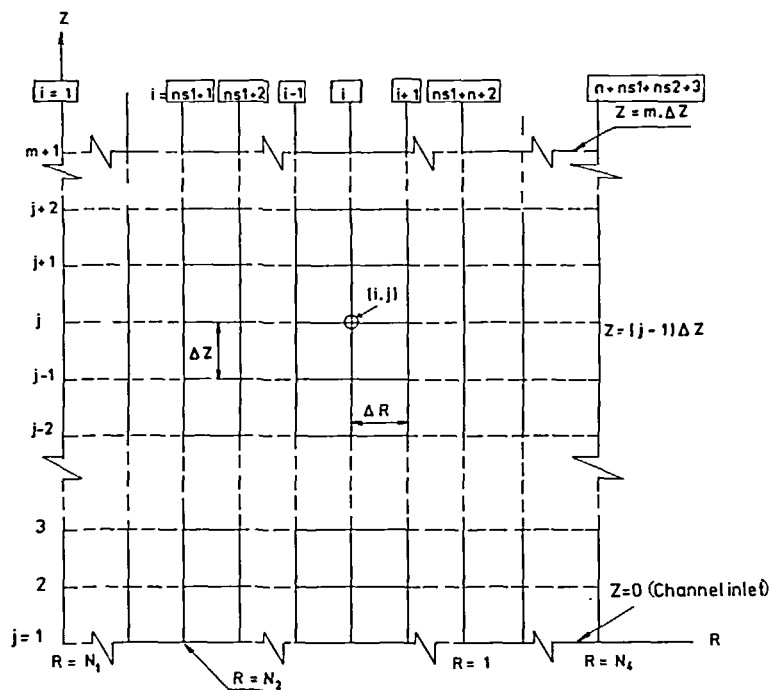 Z
i = 1
i = ns1+1
ns1+2
i-1
i
i+1
ns1+n+2
n+ns1+ns2+3
Z = m.ΔZ
m+1
j+2
j+1
(i.j)
j
Z=(j-1)ΔZ
ΔZ
j-1
ΔR
j-2
3
2
Z=0 (Channel inlet)
j=1
R
R = N₁
R = N₂
R = 1
R = N₄